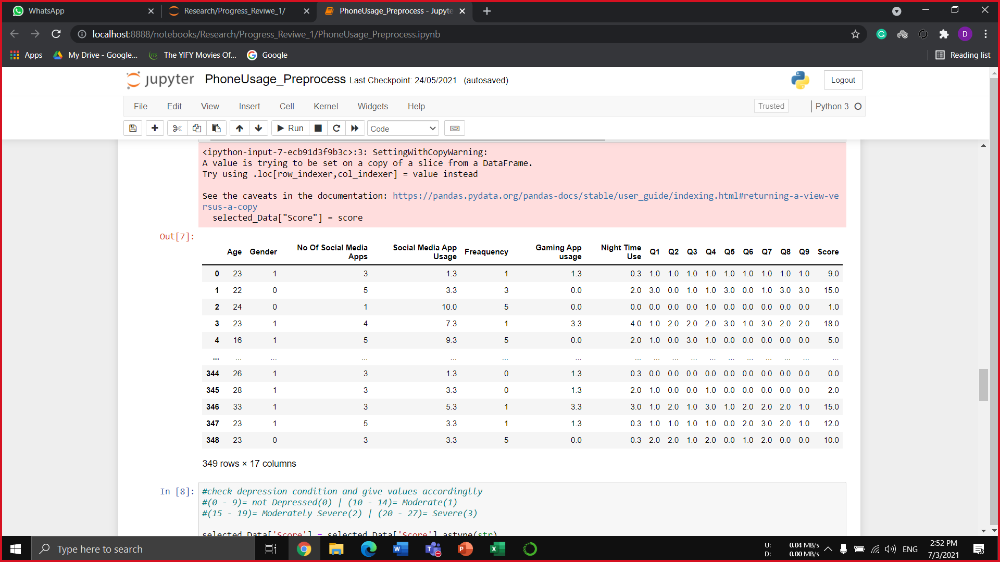 WhatsApp
Research/Progress_Reviwe_1/
PhoneUsage_Preprocess - Jupyte
localhost:8888/notebooks/Research/Progress_Reviwe_1/PhoneUsage_Preprocess.ipynb
D
Apps
My Drive - Google...
The YIFY Movies Of...
Google
Reading list
jupyter PhoneUsage_Preprocess Last Checkpoint: 24/05/2021 (autosaved)
Logout
File Edit View Insert Cell Kernel Widgets Help
Trusted
Python 3
Run
Code
<ipython-input-7-ecb91d3f9b3c>:3: SettingWithCopyWarning:
A value is trying to be set on a copy of a slice from a DataFrame.
Try using .loc[row_indexer,col_indexer] = value instead
See the caveats in the documentation: https://pandas.pydata.org/pandas-docs/stable/user_guide/indexing.html#returning-a-view-ve
rsus-a-copy
selected_Data["Score"] = score
Out[7]:
Age Gender No Of Social Media Apps Social Media App Usage Freaquency Gaming App usage Night Time Use Q1 Q2 Q3 Q4 Q5 Q6 Q7 Q8 Q9 Score
0 23 1 3 1.3 1 1.3 0.3 1.0 1.0 1.0 1.0 1.0 1.0 1.0 1.0 1.0 9.0
1 22 0 5 3.3 3 0.0 2.0 3.0 0.0 1.0 1.0 3.0 0.0 1.0 3.0 3.0 15.0
2 24 0 1 10.0 5 0.0 0.0 0.0 0.0 0.0 1.0 0.0 0.0 0.0 0.0 0.0 1.0
3 23 1 4 7.3 1 3.3 4.0 1.0 2.0 2.0 2.0 3.0 1.0 3.0 2.0 2.0 18.0
4 16 1 5 9.3 5 0.0 2.0 1.0 0.0 3.0 1.0 0.0 0.0 0.0 0.0 0.0 5.0
... ... ... ... ... ... ... ... ... ... ... ... ... ... ... ... ... ...
344 26 1 3 1.3 0 1.3 0.3 0.0 0.0 0.0 0.0 0.0 0.0 0.0 0.0 0.0 0.0
345 28 1 3 3.3 0 1.3 2.0 1.0 0.0 0.0 1.0 0.0 0.0 0.0 0.0 0.0 2.0
346 33 1 3 5.3 1 3.3 3.0 1.0 2.0 1.0 3.0 1.0 2.0 2.0 2.0 1.0 15.0
347 23 1 5 3.3 1 1.3 0.3 1.0 1.0 1.0 1.0 0.0 2.0 3.0 2.0 1.0 12.0
348 23 0 3 3.3 5 0.0 0.3 2.0 2.0 1.0 2.0 0.0 1.0 2.0 0.0 0.0 10.0
349 rows × 17 columns
In [8]:
#check depression condition and give values accordinglly
#(0 - 9)= not Depressed(0) | (10 - 14)= Moderate(1)
#(15 - 19)= Moderately Severe(2) | (20 - 27)= Severe(3)
selected_Data['Score'] = selected_Data['Score'].astype(str)
Type here to search
U: 0.04 MB/s
D: 0.00 MB/s
ENG
2:52 PM
7/3/2021